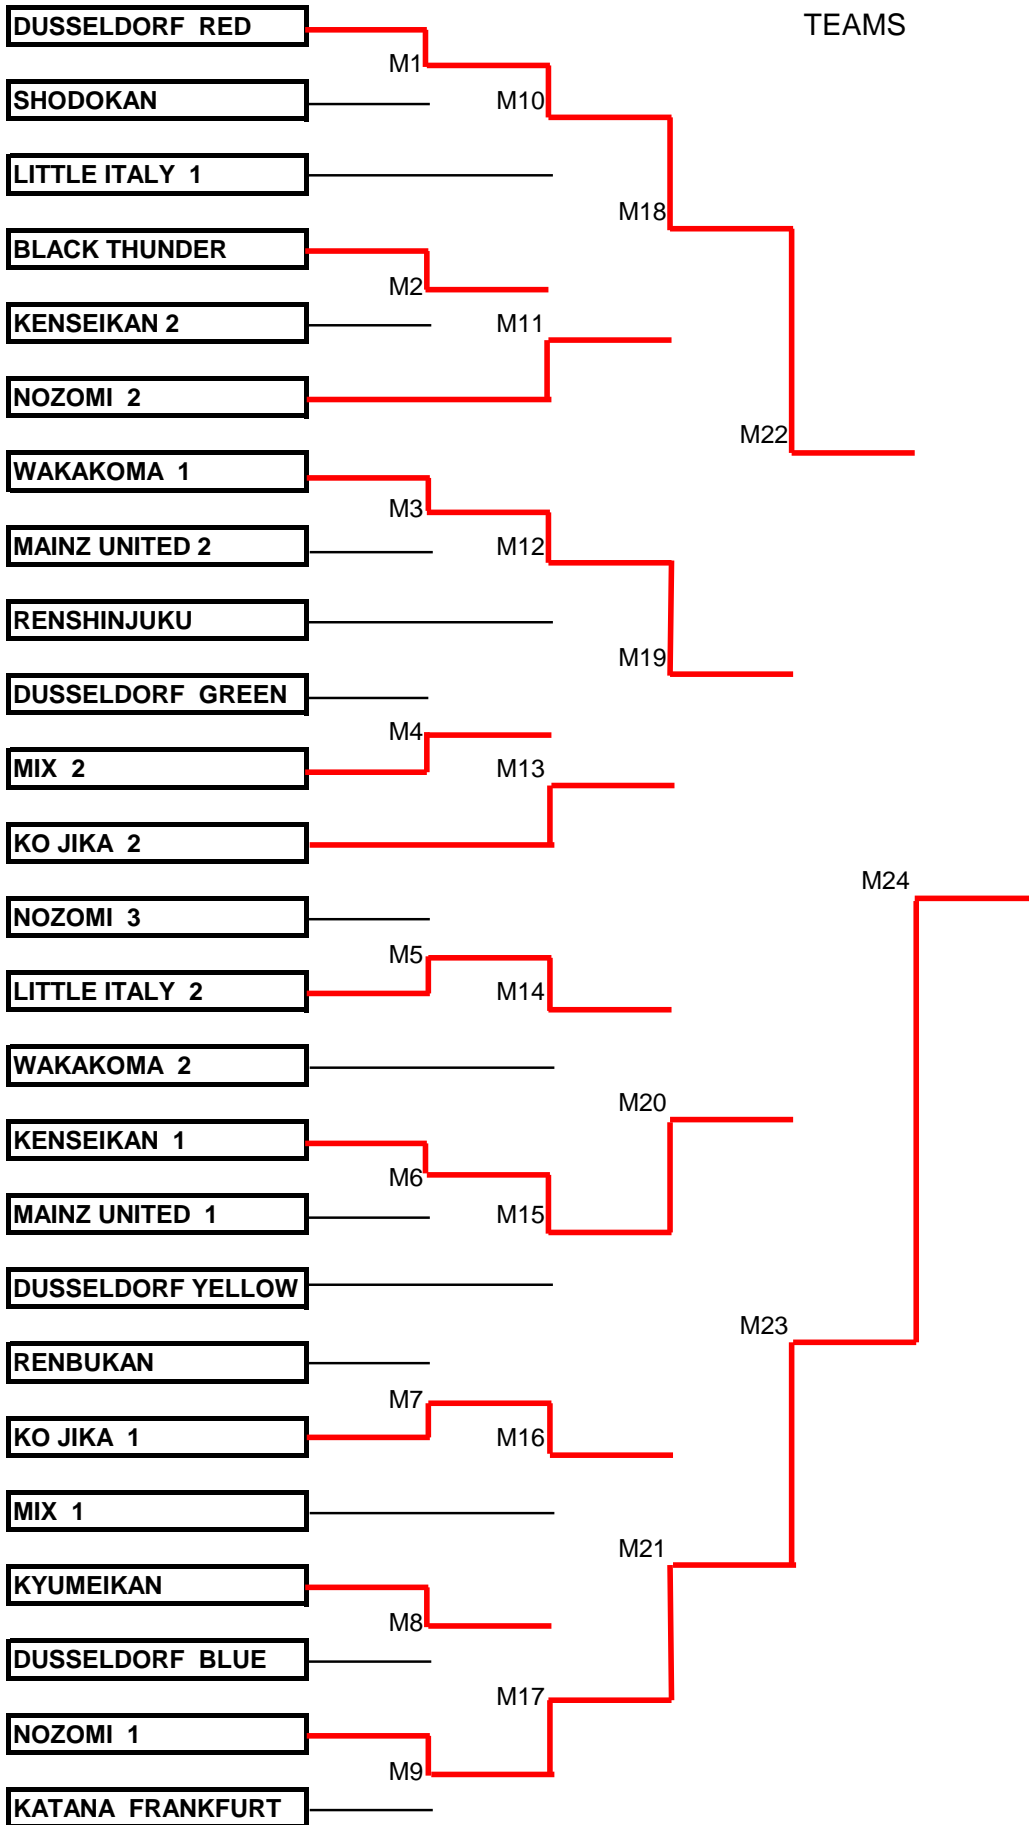 DUSSELDORF RED
TEAMS
M1
SHODOKAN
M10
LITTLE ITALY 1
M18
BLACK THUNDER
M2
KENSEIKAN 2
M11
NOZOMI 2
M22
WAKAKOMA 1
M3
MAINZ UNITED 2
M12
RENSHINJUKU
M19
DUSSELDORF GREEN
M4
MIX 2
M13
KO JIKA 2
M24
NOZOMI 3
M5
LITTLE ITALY 2
M14
WAKAKOMA 2
M20
KENSEIKAN 1
M6
MAINZ UNITED 1
M15
DUSSELDORF YELLOW
M23
RENBUKAN
M7
KO JIKA 1
M16
MIX 1
M21
KYUMEIKAN
M8
DUSSELDORF BLUE
M17
NOZOMI 1
M9
KATANA FRANKFURT